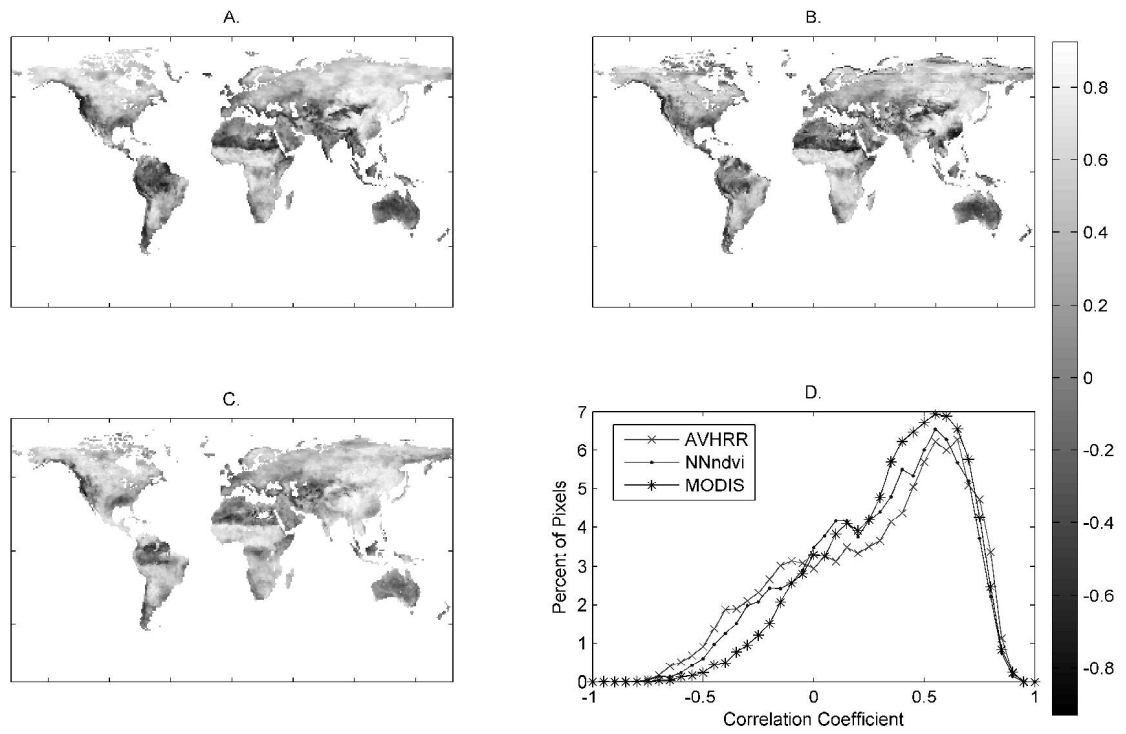 A.
B.
0.8
0.6
0.4
0.2
0
-0.2
-0.4
-0.6
-0.8
C.
D.
7
6
5
4
3
2
1
0
Percent of Pixels
AVHRR
NNndvi
MODIS
-1
-0.5
0
0.5
1
Correlation Coefficient